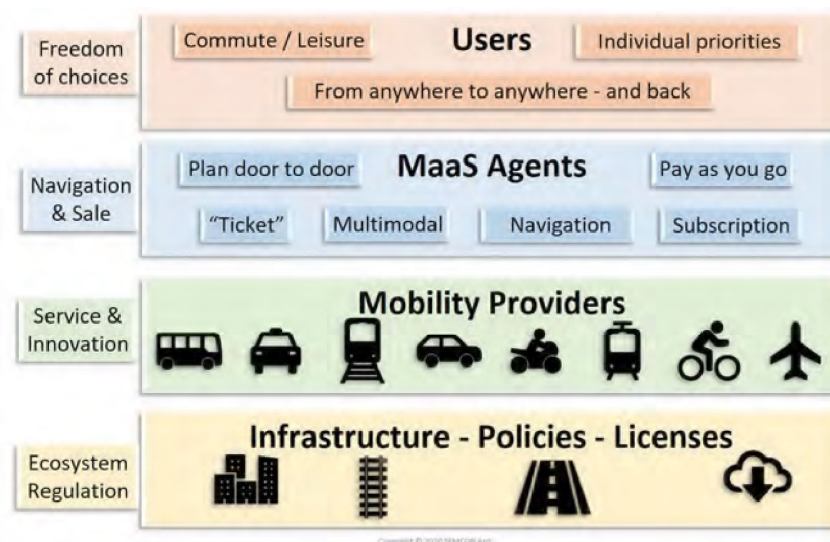 Freedom
of choices
Commute / Leisure
Users
Individual priorities
From anywhere to anywhere - and back
Navigation
& Sale
Plan door to door
MaaS Agents
Pay as you go
“Ticket”
Multimodal
Navigation
Subscription
Service &
Innovation
Mobility Providers
Ecosystem
Regulation
Infrastructure - Policies - Licenses